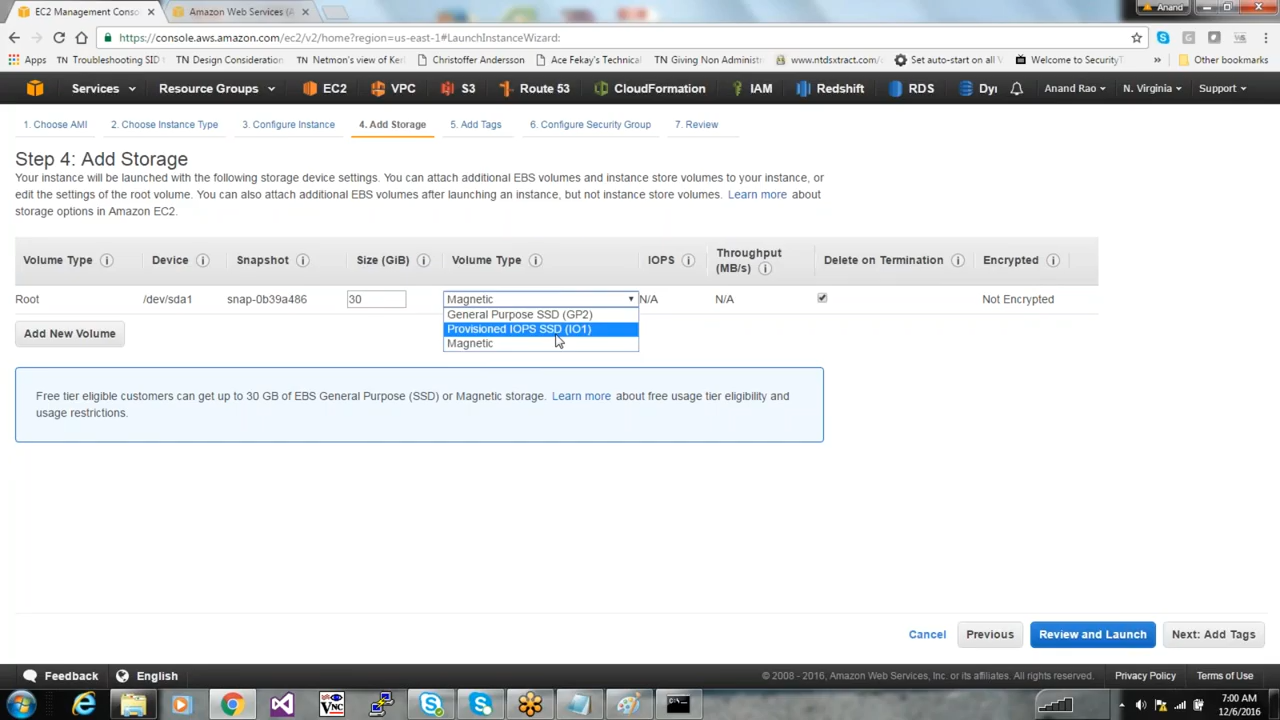 EC2 Management Conso
Amazon Web Services (A
Anand
https://console.aws.amazon.com/ec2/v2/home?region=us-east-1#LaunchInstanceWizard:
Apps
TN Troubleshooting SID
TN Design Consideration
TN Netmon's view of Ker
Christoffer Andersson
Ace Fekay's Technical
TN Giving Non Administr
www.ntdsxtract.com/
Set auto-start on all V
Welcome to SecurityT
»
Other bookmarks
Services
Resource Groups
EC2
VPC
S3
Route 53
CloudFormation
IAM
Redshift
RDS
Dyn
Anand Rao
N. Virginia
Support
1. Choose AMI
2. Choose Instance Type
3. Configure Instance
4. Add Storage
5. Add Tags
6. Configure Security Group
7. Review
Step 4: Add Storage
Your instance will be launched with the following storage device settings. You can attach additional EBS volumes and instance store volumes to your instance, or
edit the settings of the root volume. You can also attach additional EBS volumes after launching an instance, but not instance store volumes. Learn more about
storage options in Amazon EC2.
Volume Type
Device
Snapshot
Size (GiB)
Volume Type
IOPS
Throughput
(MB/s)
Delete on Termination
Encrypted
Root
/dev/sda1
snap-0b39a486
30
Magnetic
N/A
N/A
Not Encrypted
General Purpose SSD (GP2)
Provisioned IOPS SSD (IO1)
Magnetic
Add New Volume
Free tier eligible customers can get up to 30 GB of EBS General Purpose (SSD) or Magnetic storage. Learn more about free usage tier eligibility and
usage restrictions.
Cancel
Previous
Review and Launch
Next: Add Tags
Feedback
English
© 2008 - 2016, Amazon Web Services, Inc. or its affiliates. All rights reserved.
Privacy Policy
Terms of Use
7:00 AM
12/6/2016